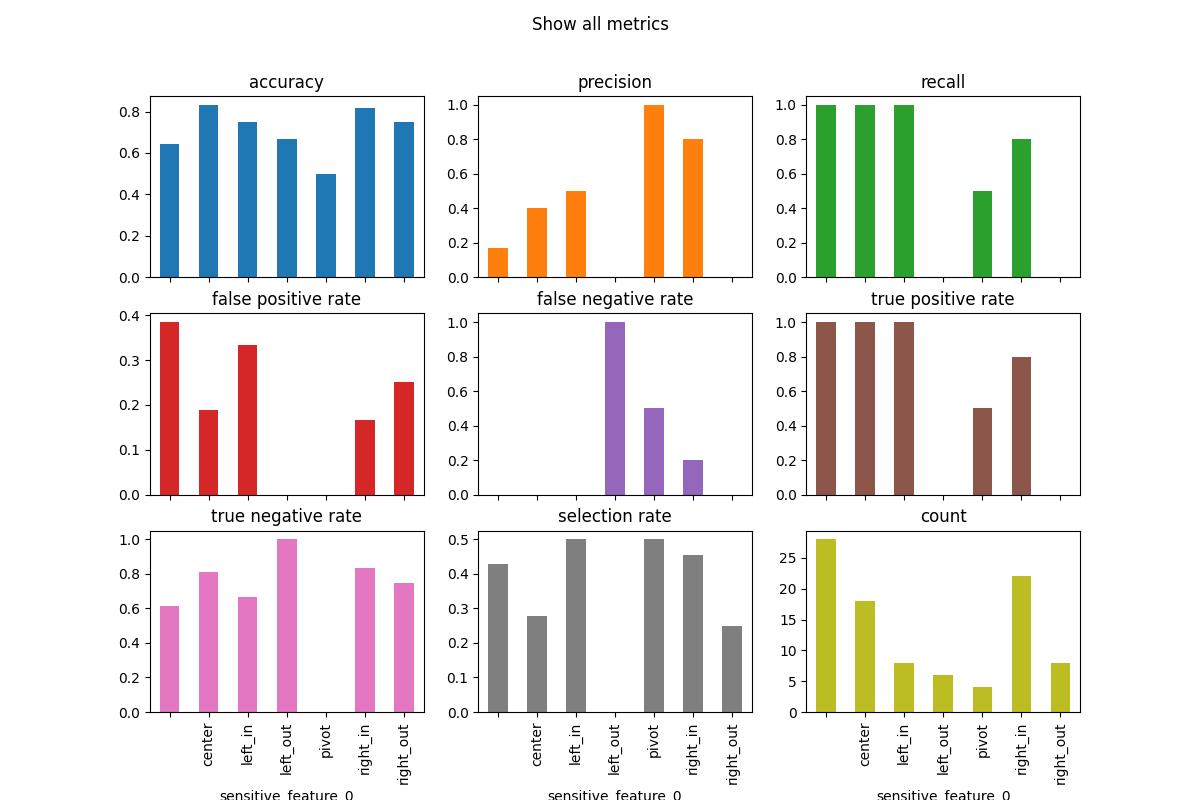 Show all metrics
accuracy precision recall
0.8 1.0 1.0
0.6 0.8 0.8
0.4 0.6 0.6
0.2 0.4 0.4
0.0 0.2 0.2
0.0 0.0
false positive rate false negative rate true positive rate
0.4 1.0 1.0
0.3 0.8 0.8
0.2 0.6 0.6
0.1 0.4 0.4
0.0 0.2 0.2
0.0 0.0
true negative rate selection rate count
1.0 0.5 25
0.8 0.4 20
0.6 0.3 15
0.4 0.2 10
0.2 0.1 5
0.0 0.0 0
center left_in left_out pivot right_in right_out center left_in left_out pivot right_in right_out center left_in left_out pivot right_in right_out
sensitive_feature_0 sensitive_feature_0 sensitive_feature_0